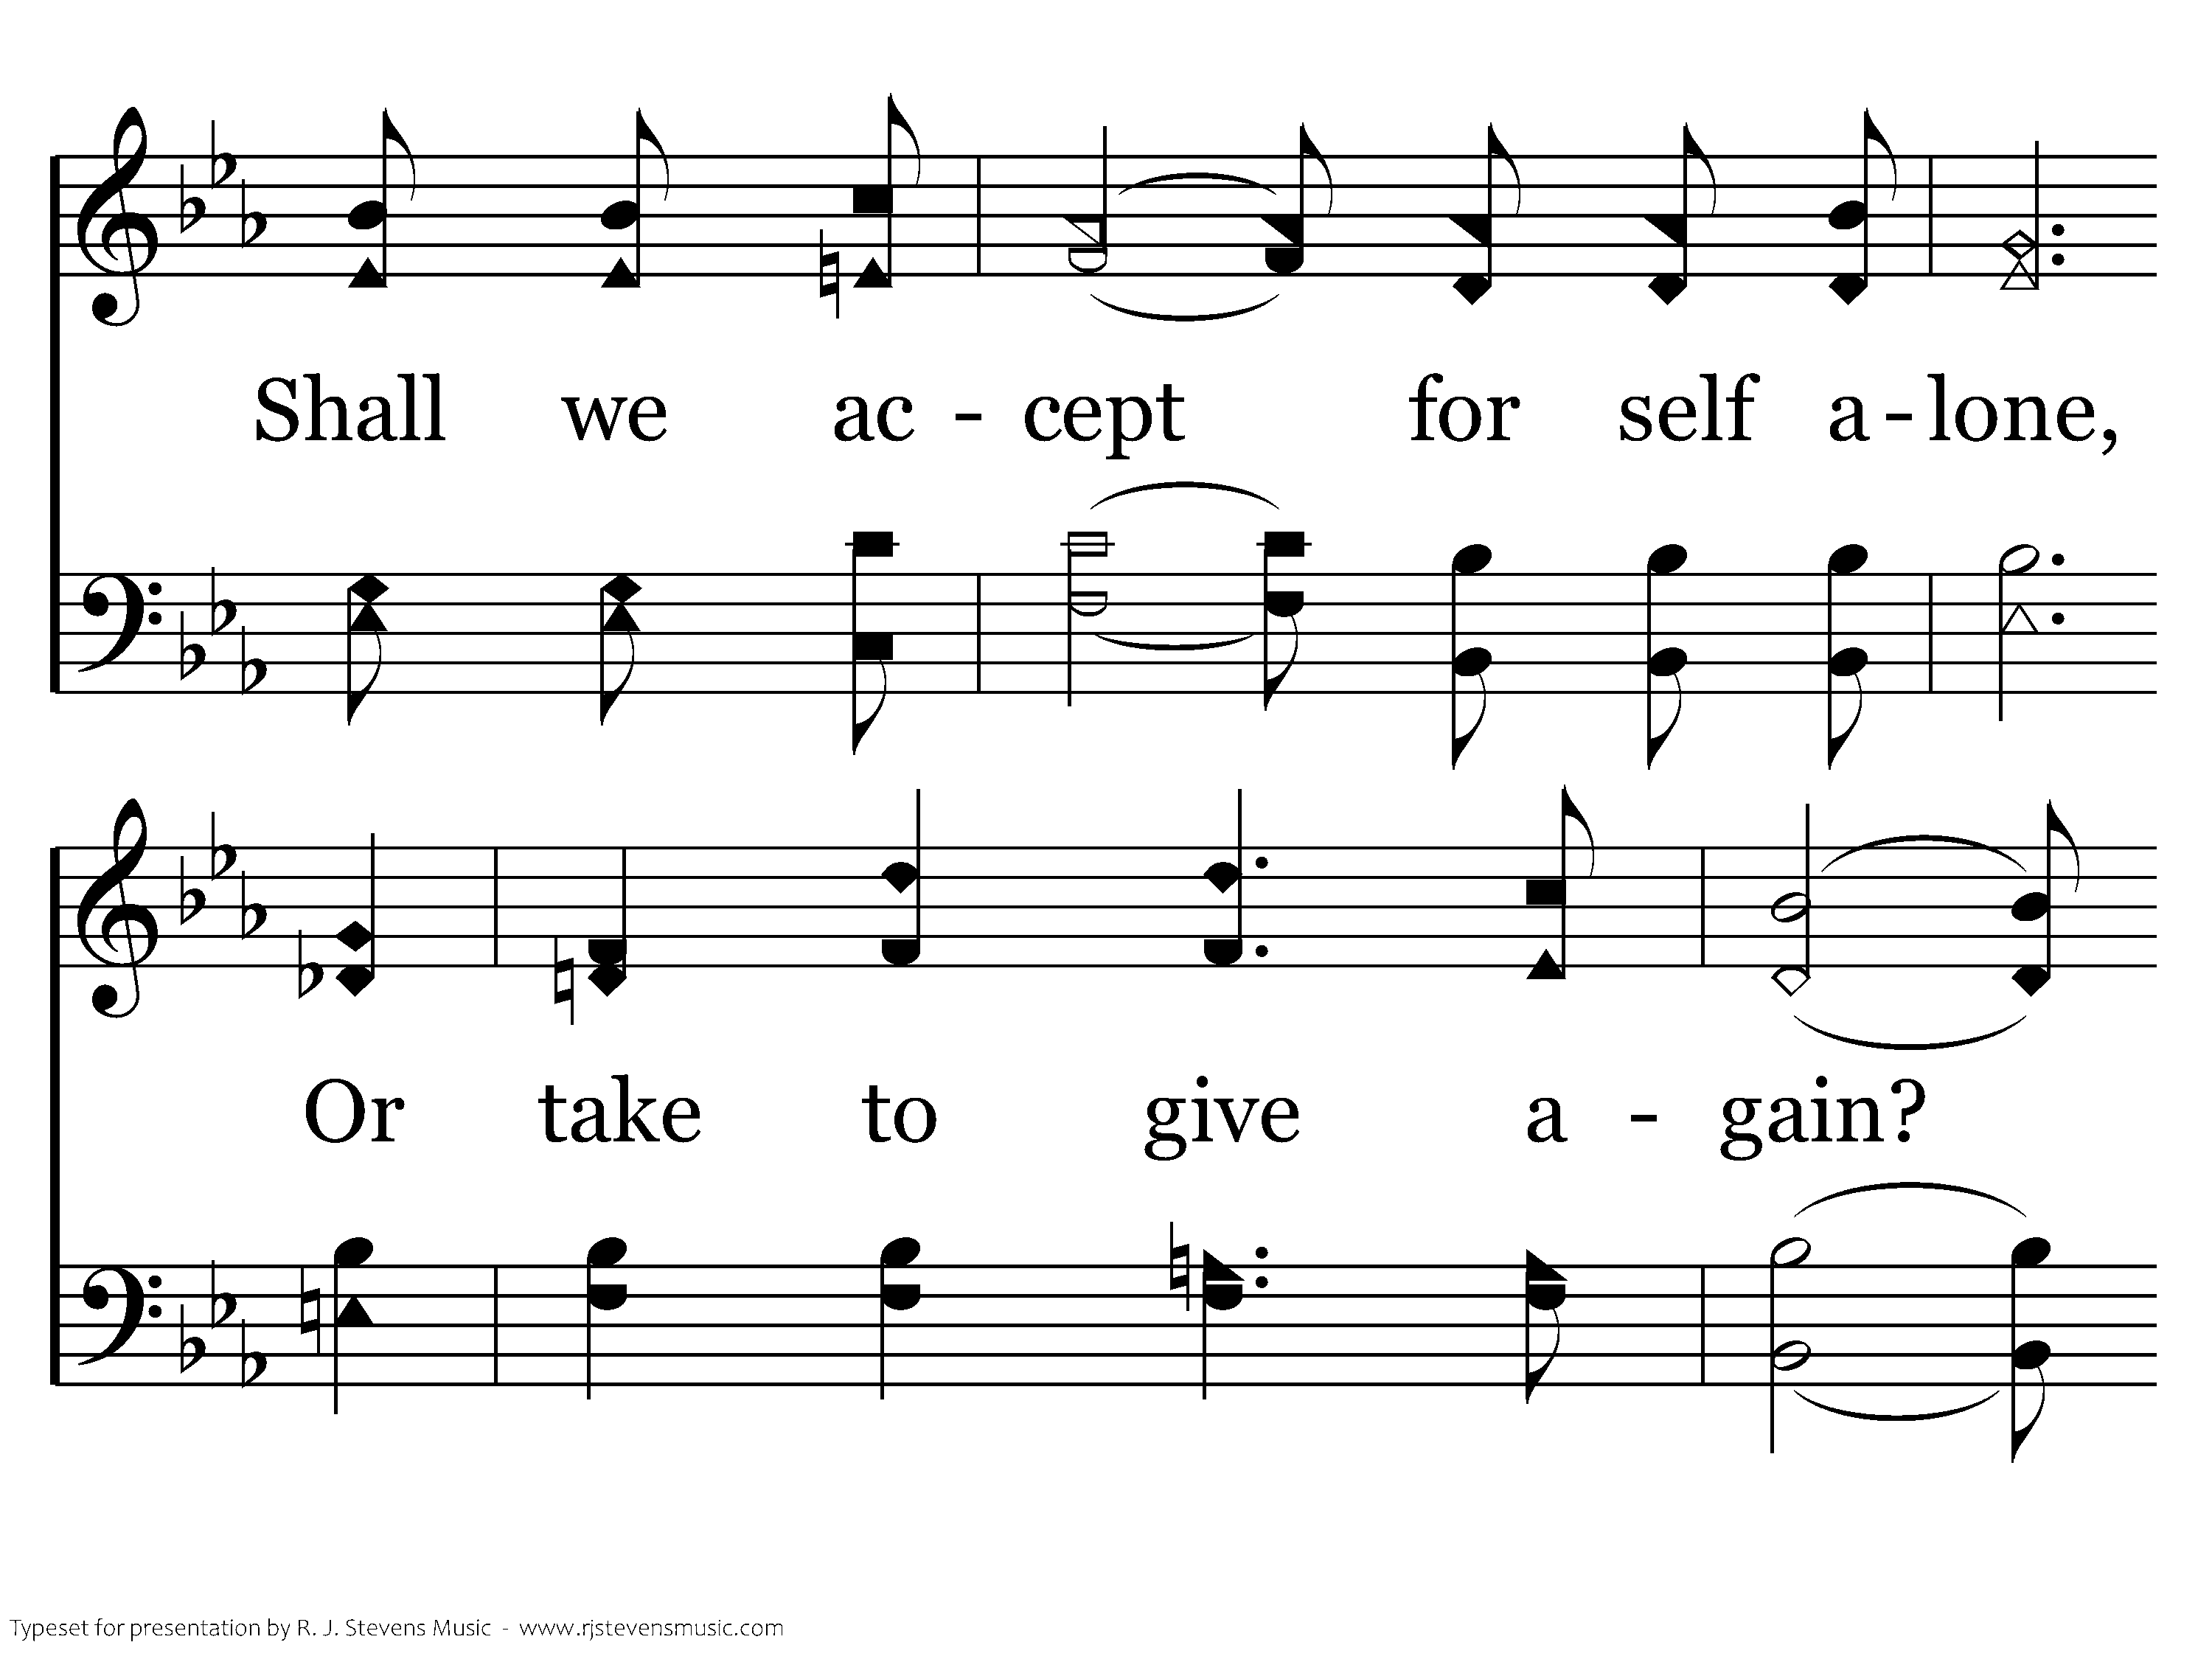 Shall we ac - cept for self a - lone,
Or take to give a - gain?
Typeset for presentation by R. J. Stevens Music - www.rjstevensmusic.com